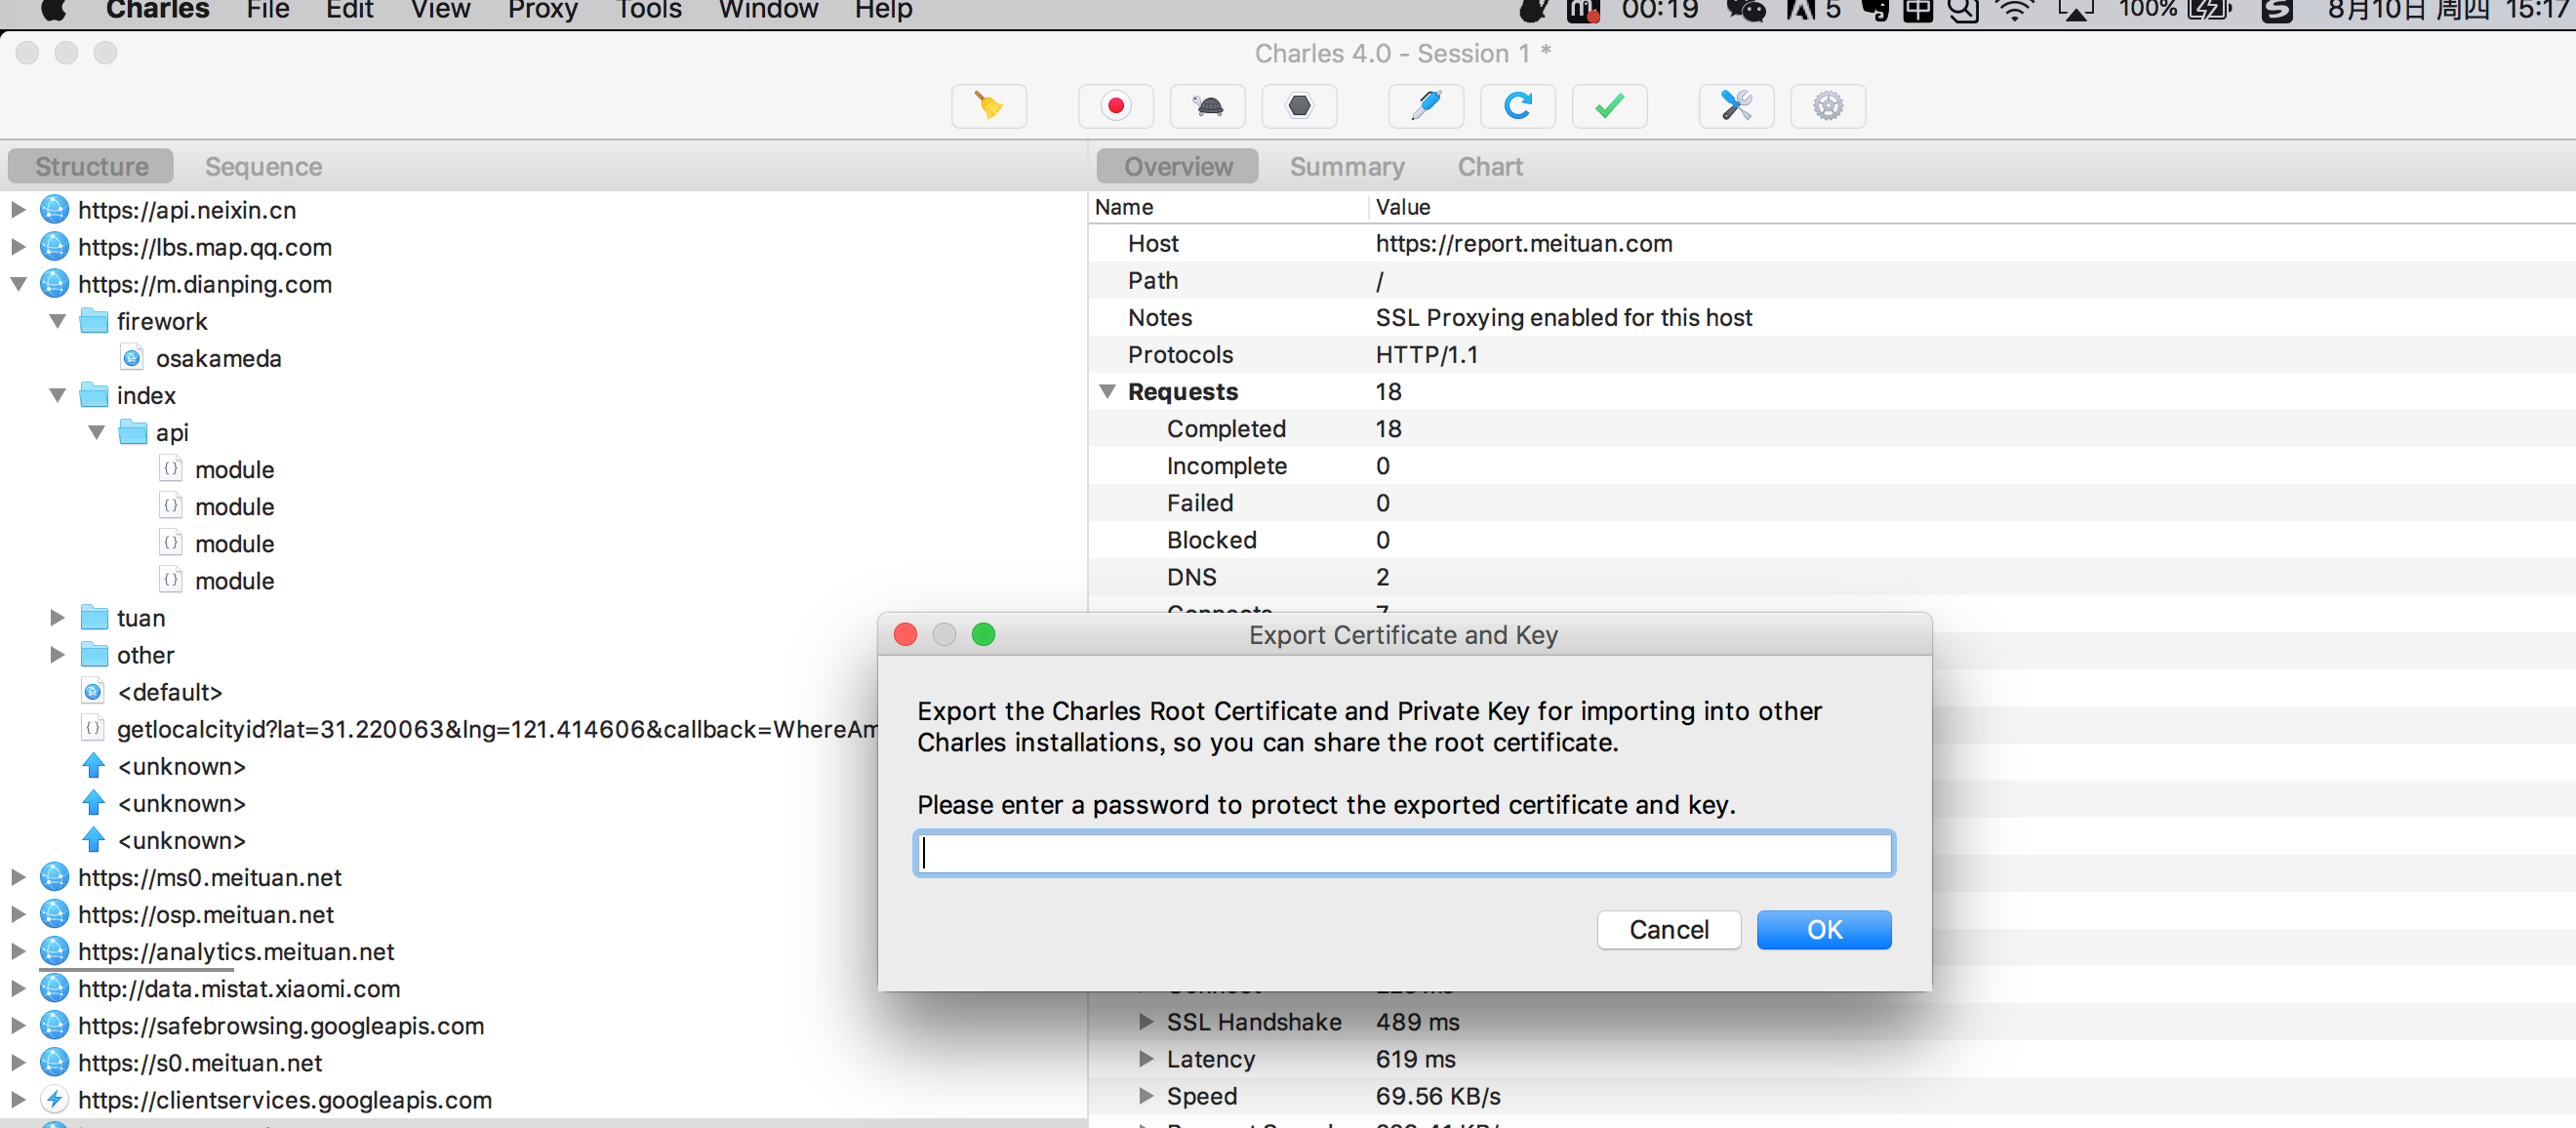 Charles File Edit View Proxy Tools Window Help 00:19 5 中 100% 8月10日 周四 15:17
Charles 4.0 - Session 1 *
Structure Sequence
Overview Summary Chart
https://api.neixin.cn
https://lbs.map.qq.com
https://m.dianping.com
firework
osakameda
index
api
module
module
module
module
tuan
other
<default>
getlocalcityid?lat=31.220063&lng=121.414606&callback=WhereAm
<unknown>
<unknown>
<unknown>
https://ms0.meituan.net
https://osp.meituan.net
https://analytics.meituan.net
http://data.mistat.xiaomi.com
https://safebrowsing.googleapis.com
https://s0.meituan.net
https://clientservices.googleapis.com
Name Value
Host https://report.meituan.com
Path /
Notes SSL Proxying enabled for this host
Protocols HTTP/1.1
Requests 18
Completed 18
Incomplete 0
Failed 0
Blocked 0
DNS 2
Connects 7
Export Certificate and Key
Export the Charles Root Certificate and Private Key for importing into other
Charles installations, so you can share the root certificate.
Please enter a password to protect the exported certificate and key.
Cancel OK
SSL Handshake 489 ms
Latency 619 ms
Speed 69.56 KB/s